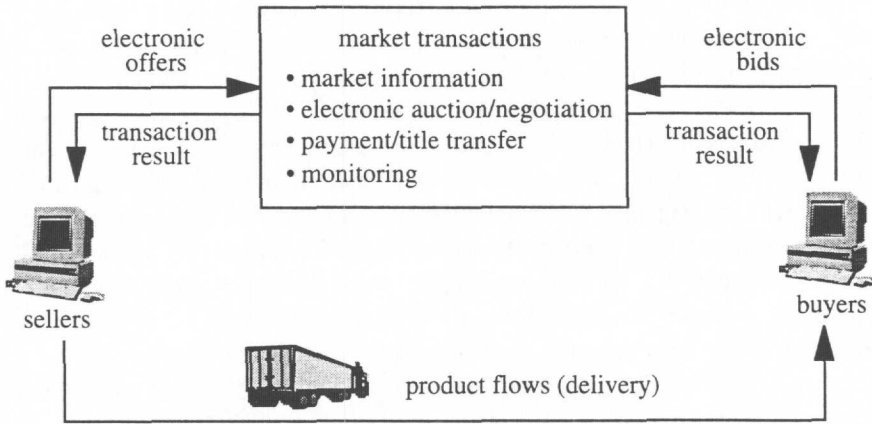 electronic
offers
transaction
result
market transactions
• market information
• electronic auction/negotiation
• payment/title transfer
• monitoring
electronic
bids
transaction
result
sellers
buyers
product flows (delivery)